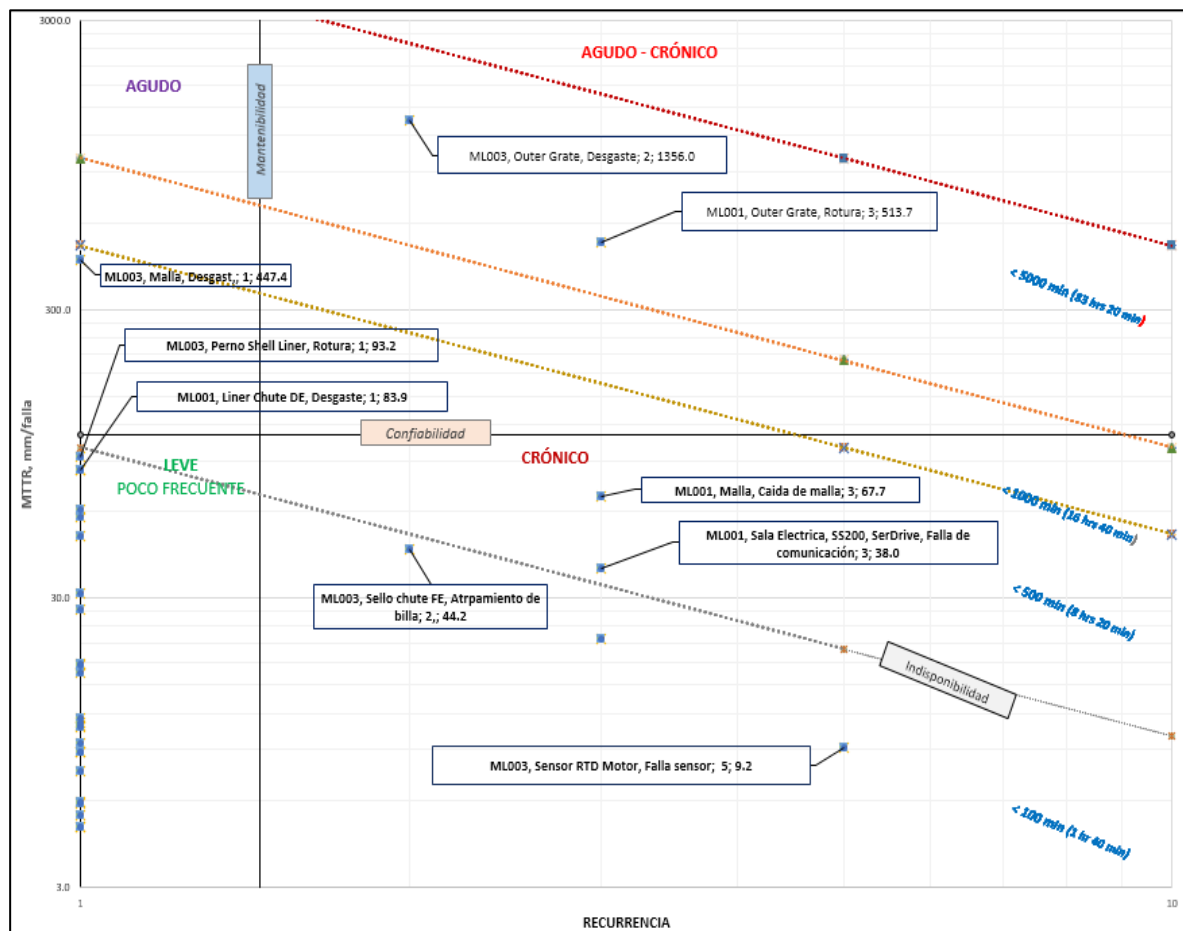 3000.0
AGUDO - CRÓNICO
AGUDO
Mantenibilidad
ML003, Outer Grate, Desgaste; 2; 1356.0
ML001, Outer Grate, Rotura; 3; 513.7
ML003, Malla, Desgast,; 1; 447.4
< 5000 min (83 hrs 20 min)
300.0
ML003, Perno Shell Liner, Rotura; 1; 93.2
ML001, Liner Chute DE, Desgaste; 1; 83.9
MTTR, mm/falla
Confiabilidad
LEVE
POCO FRECUENTE
CRÓNICO
ML001, Malla, Caida de malla; 3; 67.7
< 1000 min (16 hrs 40 min)
ML001, Sala Electrica, SS200, SerDrive, Falla de
comunicación; 3; 38.0
30.0
ML003, Sello chute FE, Atrpamiento de
billa; 2,; 44.2
< 500 min (8 hrs 20 min)
Indisponibilidad
ML003, Sensor RTD Motor, Falla sensor; 5; 9.2
< 100 min (1 hr 40 min)
3.0
1
10
RECURRENCIA